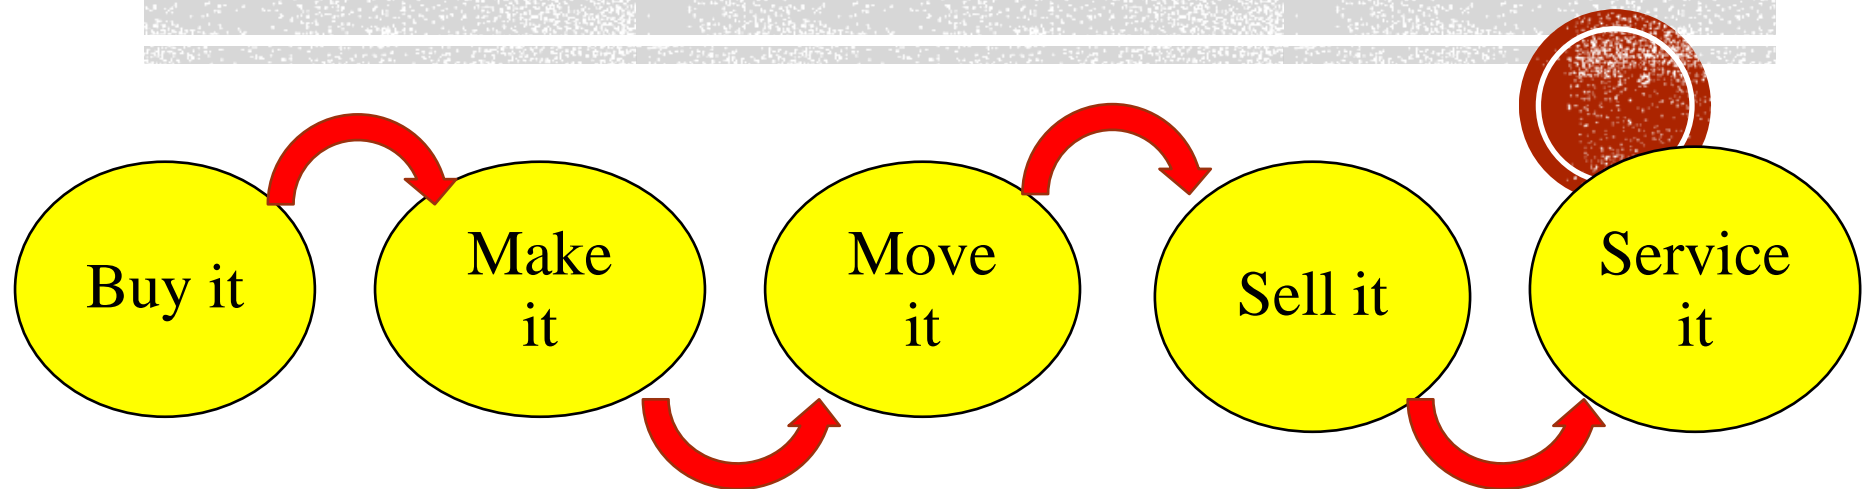 Buy it
Make
it
Move
it
Sell it
Service
it